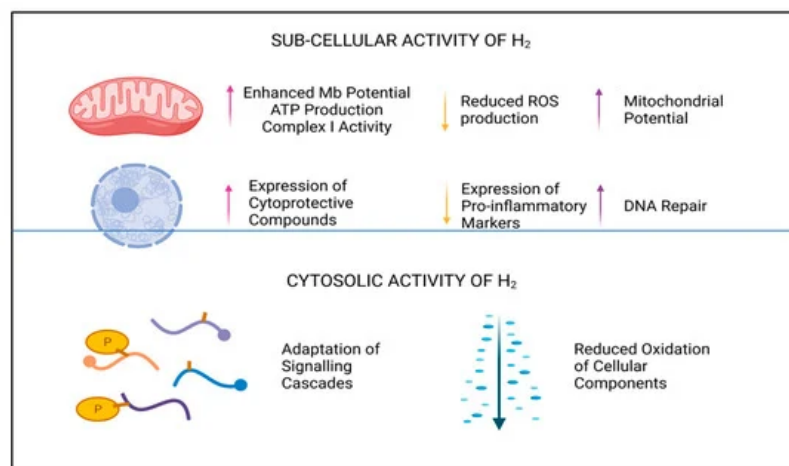 SUB-CELLULAR ACTIVITY OF H₂
Enhanced Mb Potential
ATP Production
Complex I Activity
Reduced ROS
production
Mitochondrial
Potential
Expression of
Cytoprotective
Compounds
Expression of
Pro-inflammatory
Markers
DNA Repair
CYTOSOLIC ACTIVITY OF H₂
P
P
Adaptation of
Signalling
Cascades
Reduced Oxidation
of Cellular
Components